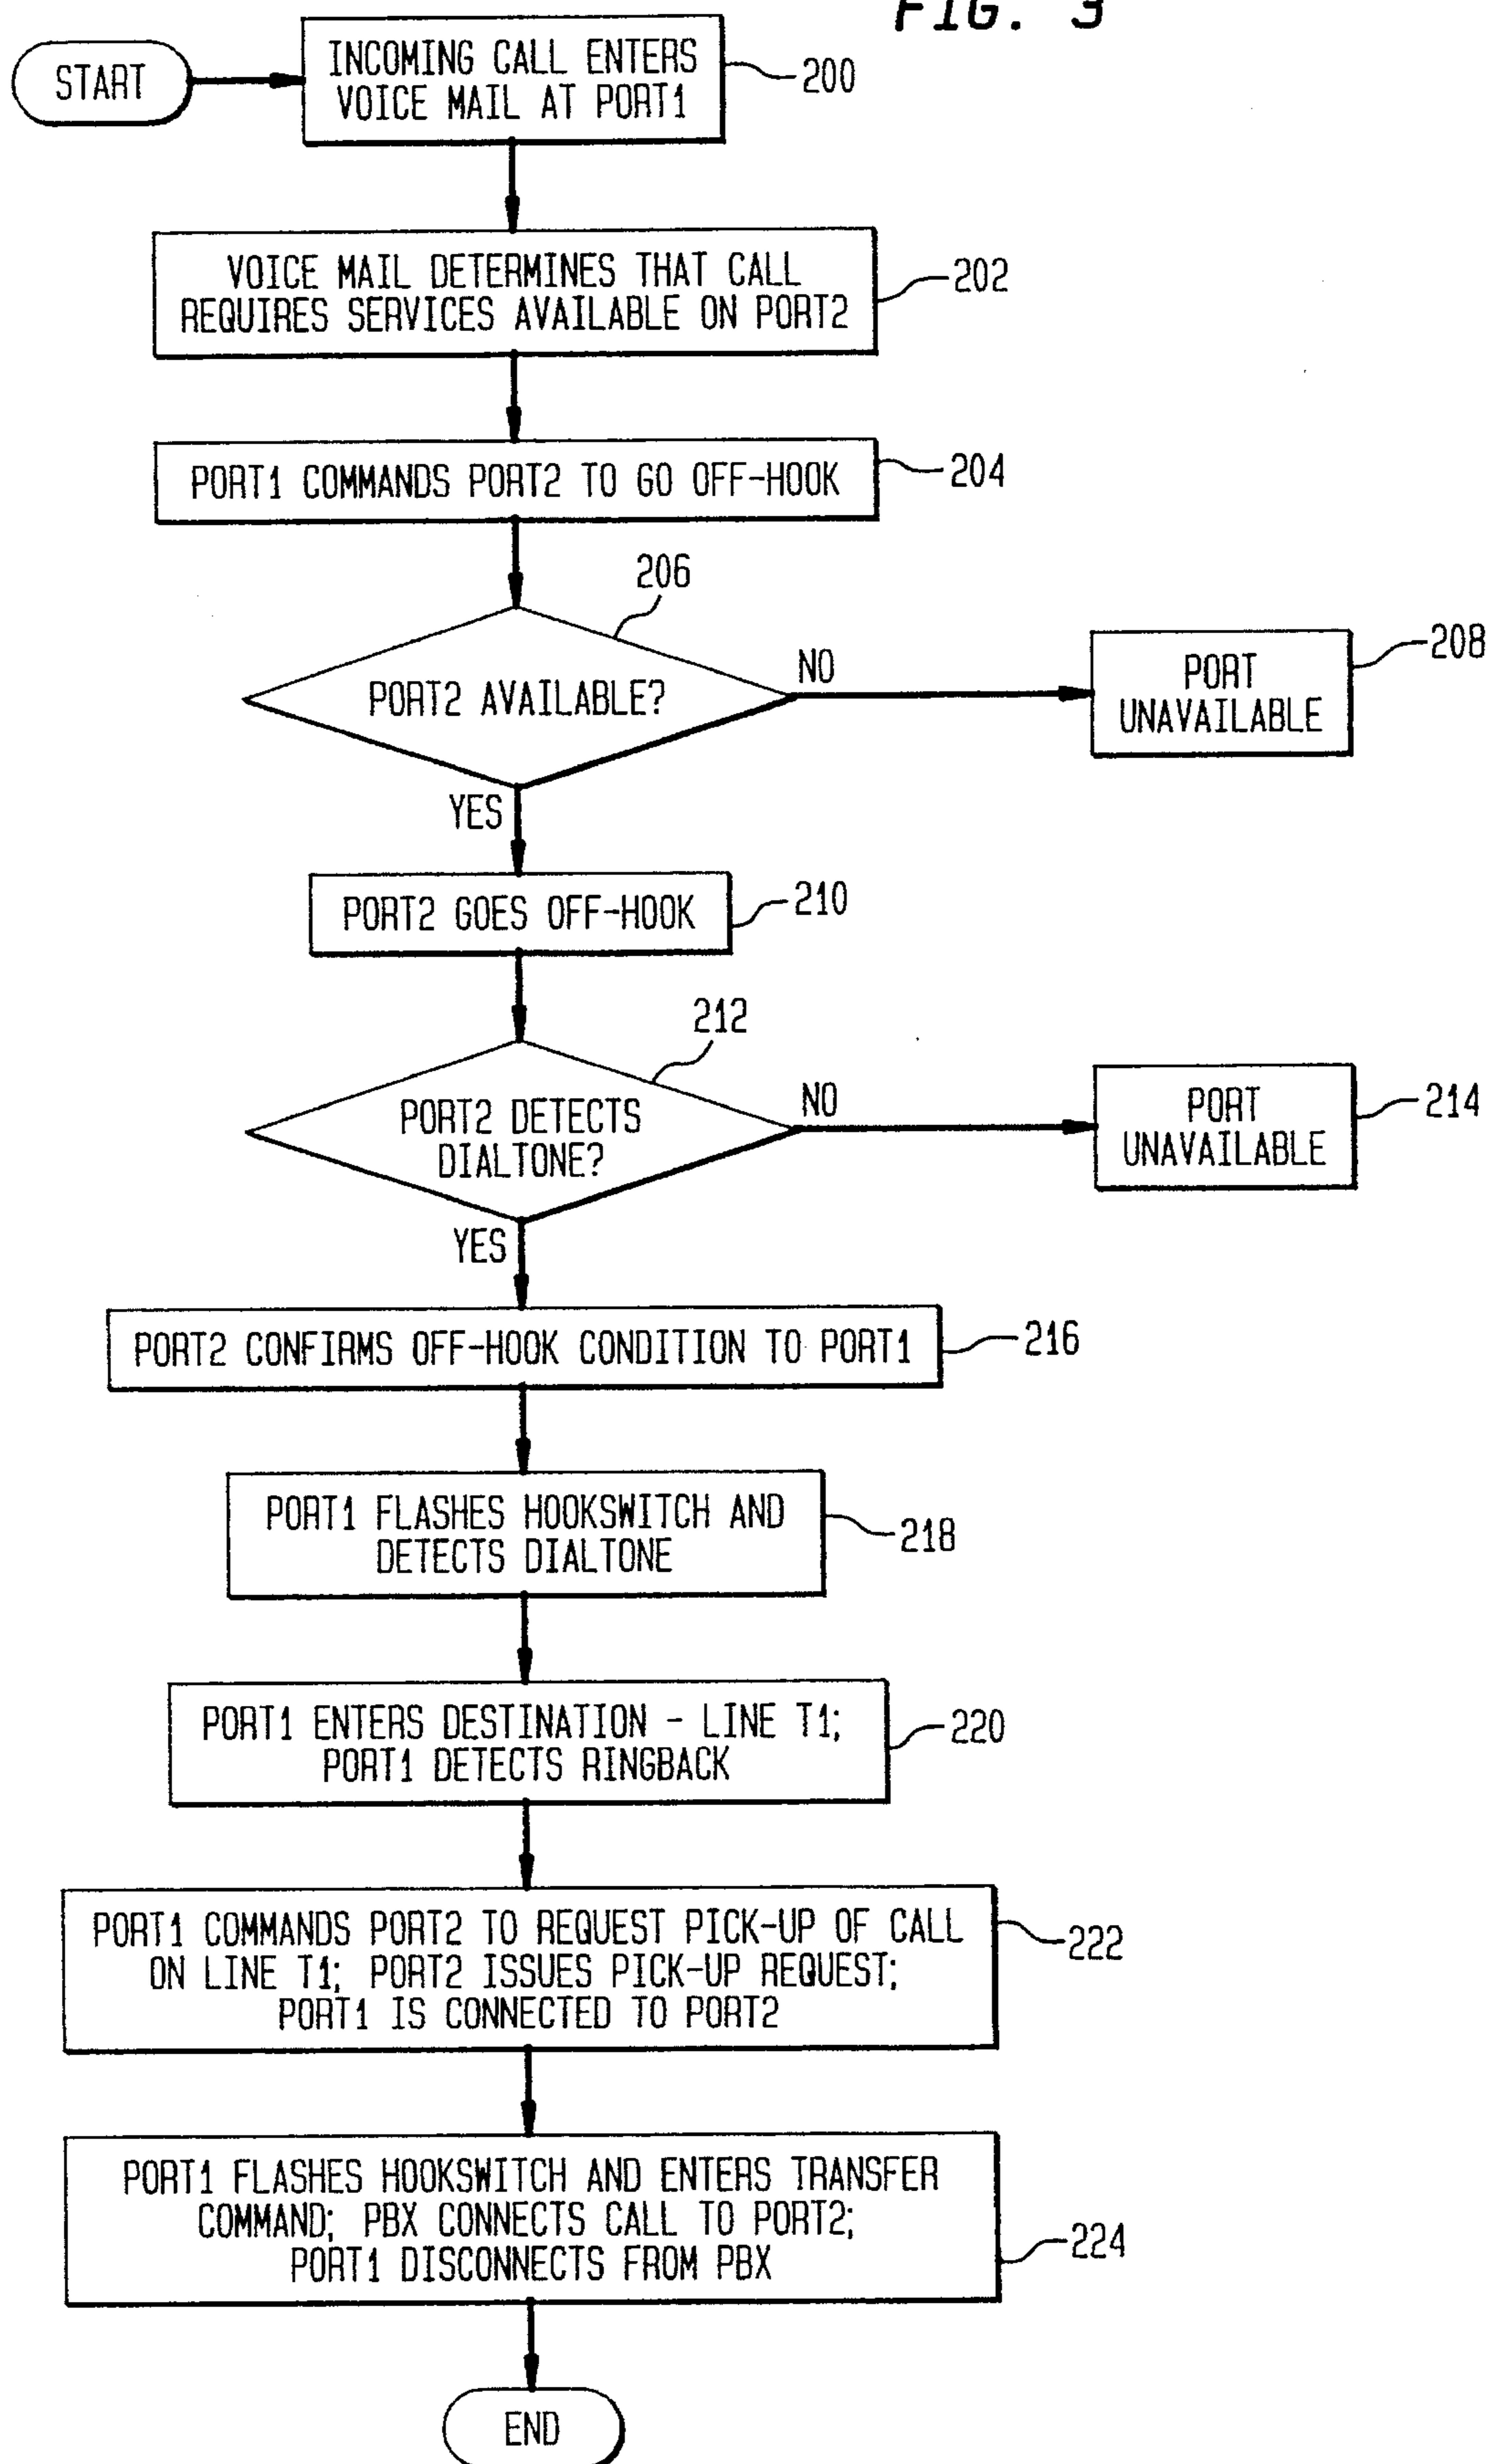 FIG. 3
START
INCOMING CALL ENTERS
VOICE MAIL AT PORT1
200
VOICE MAIL DETERMINES THAT CALL
REQUIRES SERVICES AVAILABLE ON PORT2
202
PORT1 COMMANDS PORT2 TO GO OFF-HOOK
204
206
PORT2 AVAILABLE?
NO
PORT
UNAVAILABLE
208
YES
PORT2 GOES OFF-HOOK
210
212
PORT2 DETECTS
DIALTONE?
NO
PORT
UNAVAILABLE
214
YES
PORT2 CONFIRMS OFF-HOOK CONDITION TO PORT1
216
PORT1 FLASHES HOOKSWITCH AND
DETECTS DIALTONE
218
PORT1 ENTERS DESTINATION - LINE T1;
PORT1 DETECTS RINGBACK
220
PORT1 COMMANDS PORT2 TO REQUEST PICK-UP OF CALL
ON LINE T1; PORT2 ISSUES PICK-UP REQUEST;
PORT1 IS CONNECTED TO PORT2
222
PORT1 FLASHES HOOKSWITCH AND ENTERS TRANSFER
COMMAND; PBX CONNECTS CALL TO PORT2;
PORT1 DISCONNECTS FROM PBX
224
END